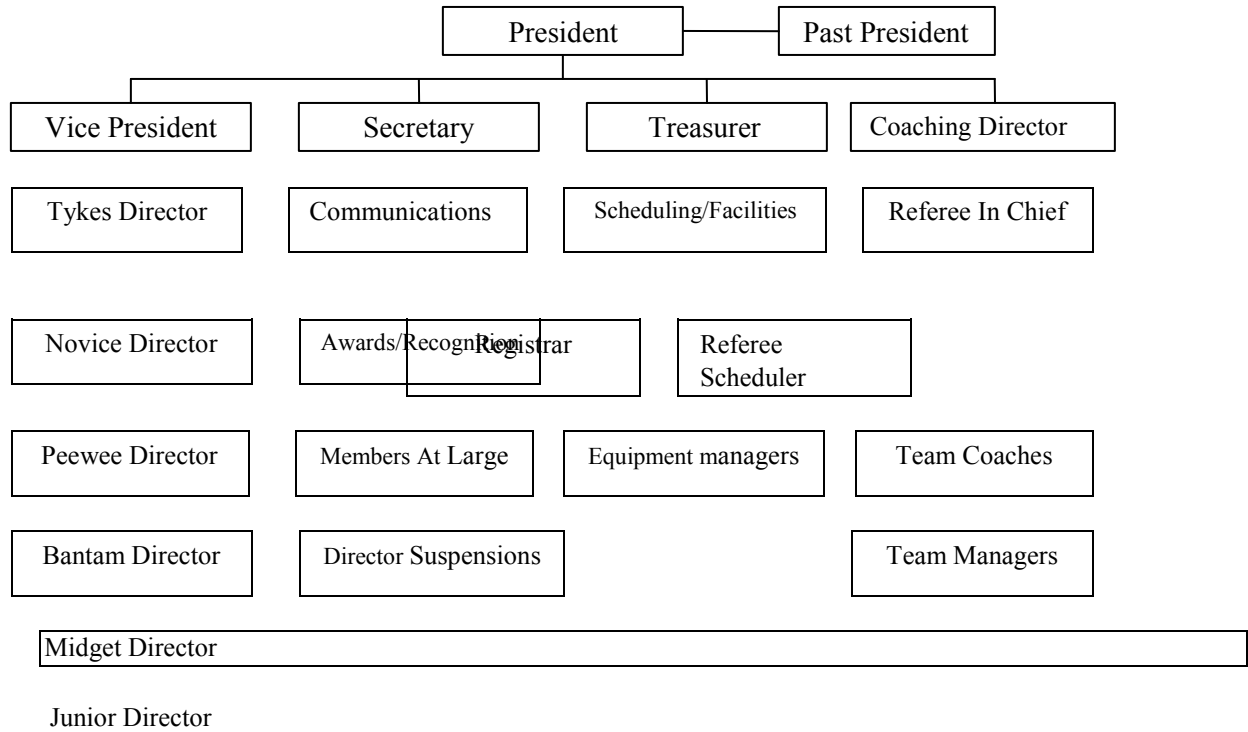 President
Past President
Vice President
Secretary
Treasurer
Coaching Director
Tykes Director
Communications
Scheduling/Facilities
Referee In Chief
Novice Director
Awards/Recognition
Registrar
Referee
Scheduler
Peewee Director
Members At Large
Equipment managers
Team Coaches
Bantam Director
Director Suspensions
Team Managers
Midget Director
Junior Director